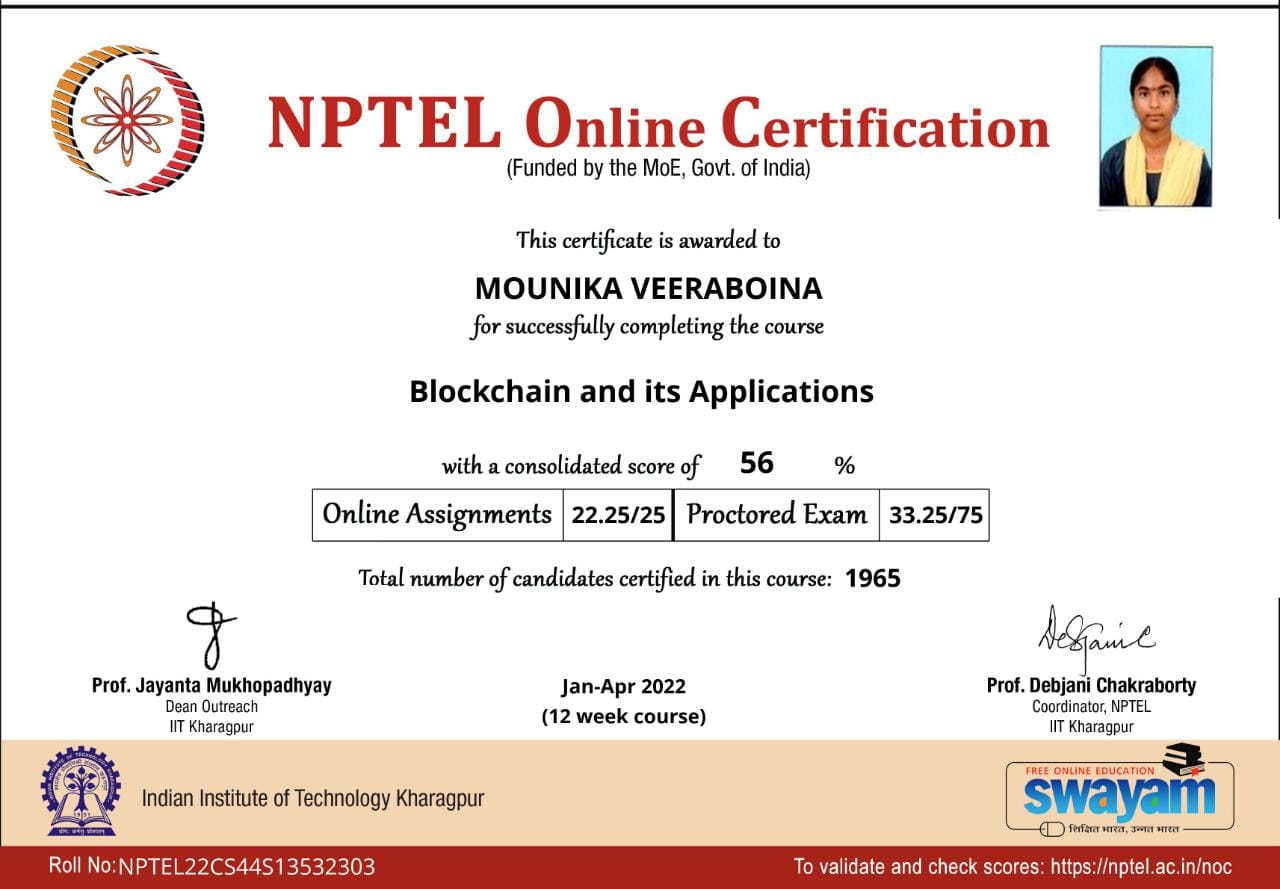 NPTEL Online Certification
(Funded by the MoE, Govt. of India)
This certificate is awarded to
MOUNIKA VEERABOINA
for successfully completing the course
Blockchain and its Applications
with a consolidated score of 56 %
Online Assignments 22.25/25 Proctored Exam 33.25/75
Total number of candidates certified in this course: 1965
Prof. Jayanta Mukhopadhyay
Dean Outreach
IIT Kharagpur
Jan-Apr 2022
(12 week course)
Prof. Debjani Chakraborty
Coordinator, NPTEL
IIT Kharagpur
1951
Indian Institute of Technology Kharagpur
FREE ONLINE EDUCATION
swayam
शिक्षित भारत, उन्नत भारत
Roll No:NPTEL22CS44S13532303
To validate and check scores: https://nptel.ac.in/noc